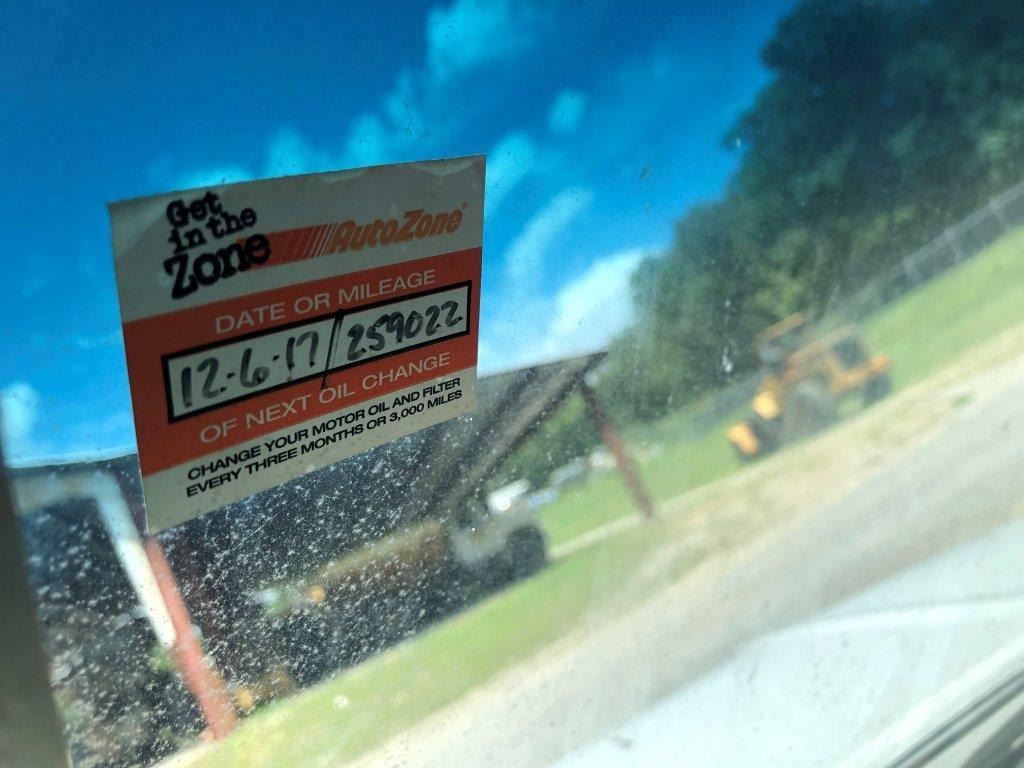 Get
in the
Zone
AutoZone
DATE OR MILEAGE
12-6-17/259022
OF NEXT OIL CHANGE
CHANGE YOUR MOTOR OIL AND FILTER
EVERY THREE MONTHS OR 3,000 MILES